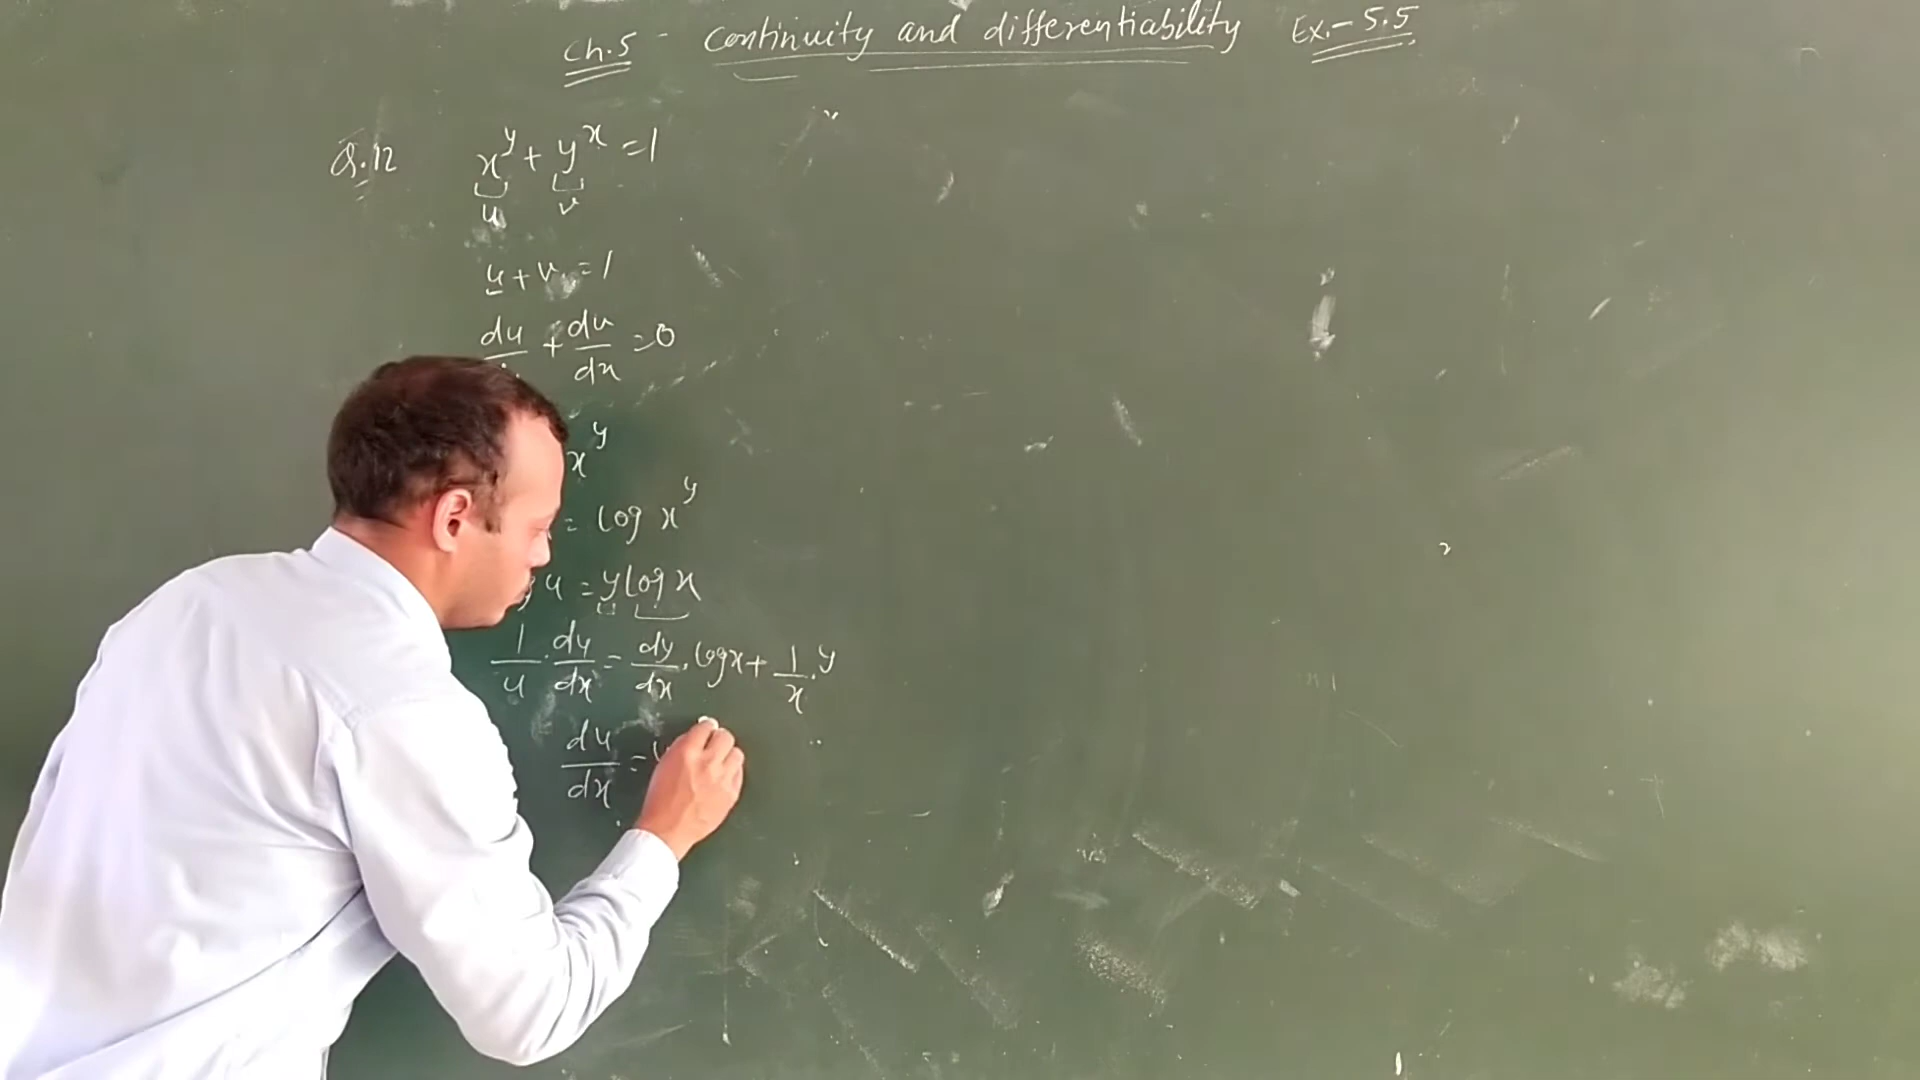 Ch.5 - Continuity and differentiability Ex.- 5.5
Q.12 x^y + y^x = 1
u v
u + v = 1
du + dv/dx = 0
x^y
= log x^y
u = y log x
1/u . du/dx = dy/dx . log x + 1/x . y
du/dx =